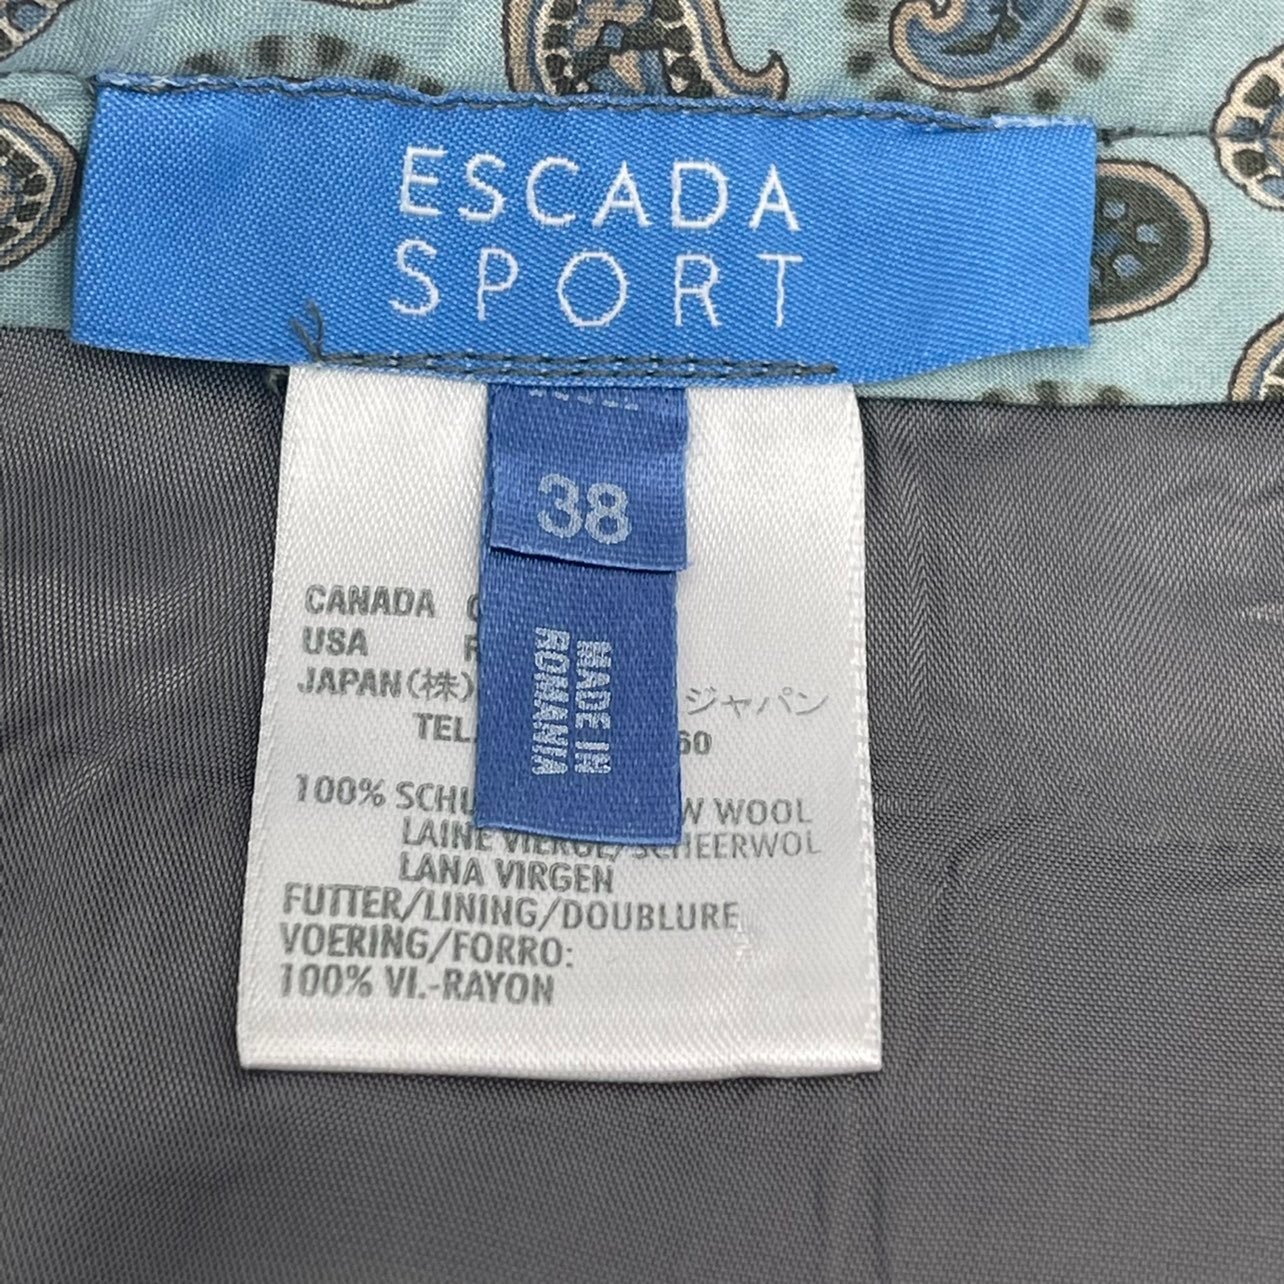 ESCADA
SPORT
38
MADE IN
ROMANIA
CANADA
USA
JAPAN(株) ジャパン
TEL. 60
100% WOOL
LAINE VIERGE/SCHEERWOL
LANA VIRGEN
FUTTER/LINING/DOUBLURE
VOERING/FORRO:
100% VI.-RAYON